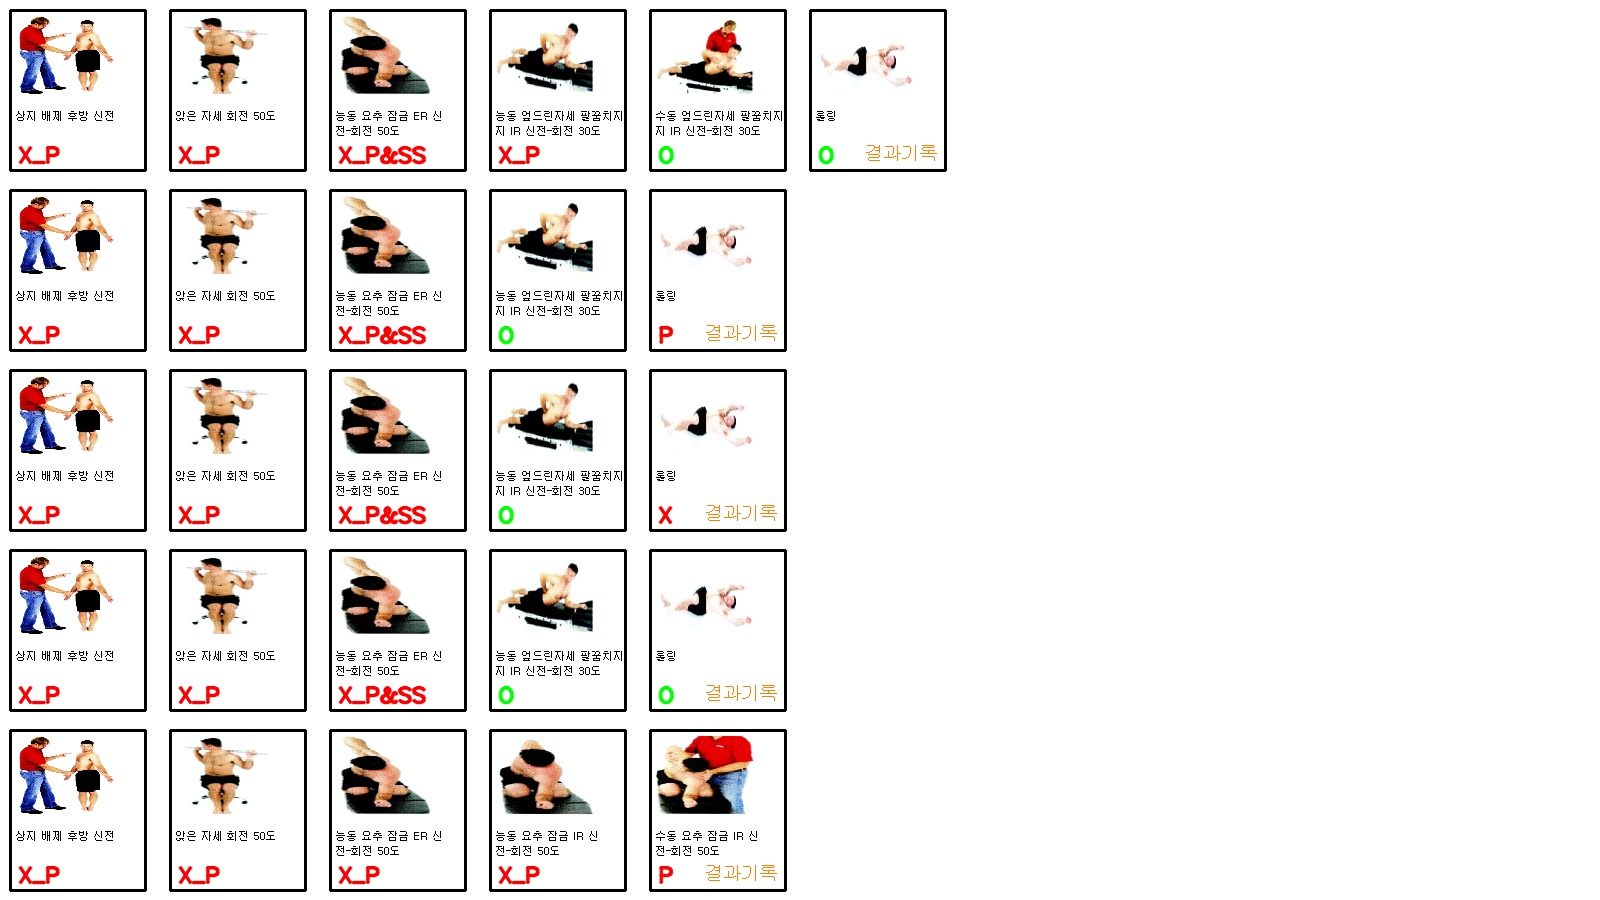 상지 배제 후방 신전
X_P
앉은 자세 회전 50도
X_P
능동 요추 잠금 ER 신
전-회전 50도
X_P&SS
능동 엎드린자세 팔꿈치지
지 IR 신전-회전 30도
X_P
수동 엎드린자세 팔꿈치지
지 IR 신전-회전 30도
O
롤링
O 결과기록
상지 배제 후방 신전
X_P
앉은 자세 회전 50도
X_P
능동 요추 잠금 ER 신
전-회전 50도
X_P&SS
능동 엎드린자세 팔꿈치지
지 IR 신전-회전 30도
O
롤링
P 결과기록
상지 배제 후방 신전
X_P
앉은 자세 회전 50도
X_P
능동 요추 잠금 ER 신
전-회전 50도
X_P&SS
능동 엎드린자세 팔꿈치지
지 IR 신전-회전 30도
O
롤링
X 결과기록
상지 배제 후방 신전
X_P
앉은 자세 회전 50도
X_P
능동 요추 잠금 ER 신
전-회전 50도
X_P&SS
능동 엎드린자세 팔꿈치지
지 IR 신전-회전 30도
O
롤링
O 결과기록
상지 배제 후방 신전
X_P
앉은 자세 회전 50도
X_P
능동 요추 잠금 ER 신
전-회전 50도
X_P
능동 요추 잠금 IR 신
전-회전 50도
X_P
수동 요추 잠금 IR 신
전-회전 50도
P 결과기록